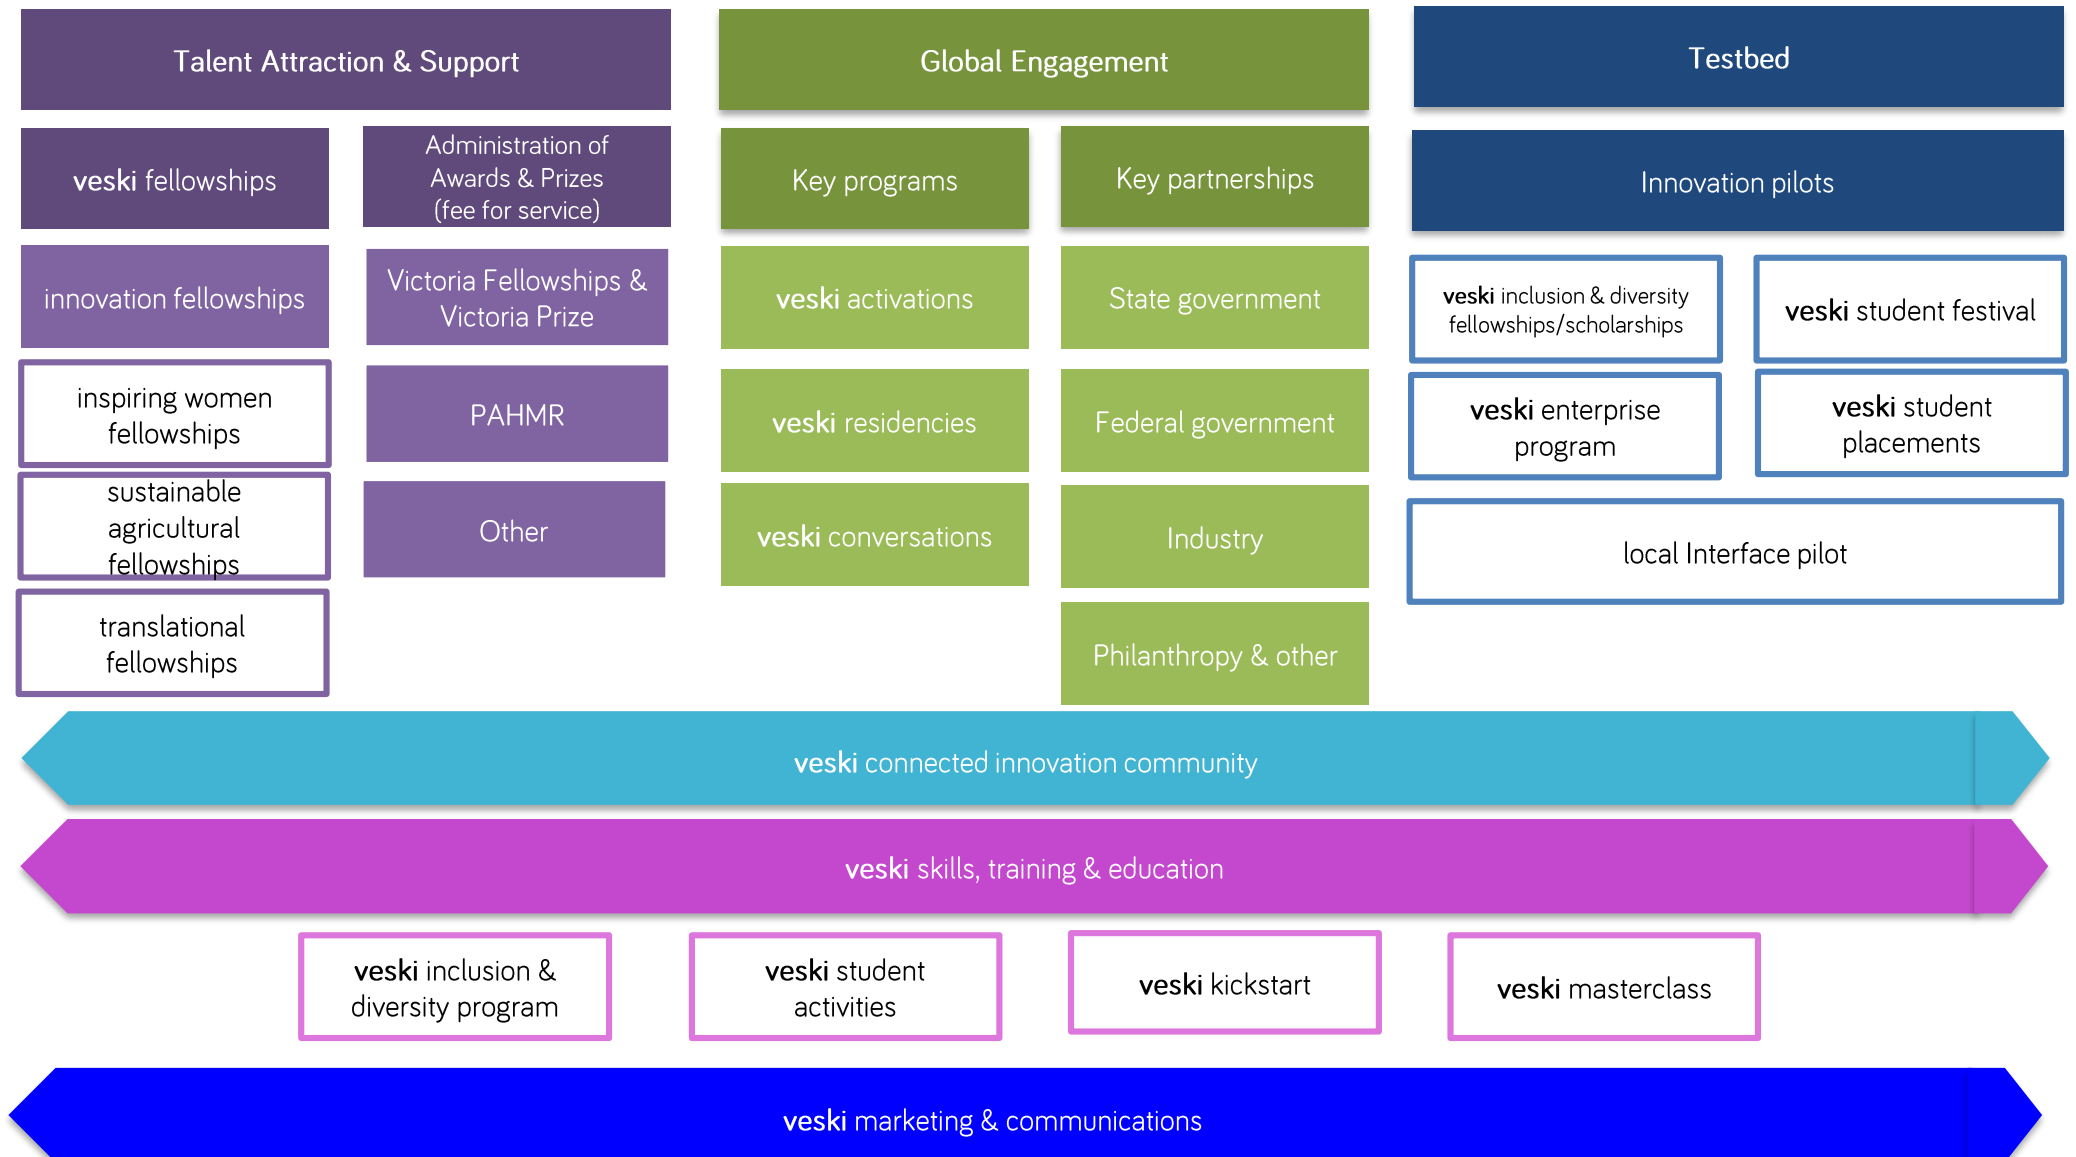 Talent Attraction & Support
Global Engagement
Testbed
veski fellowships
Administration of
Awards & Prizes
(fee for service)
Key programs
Key partnerships
Innovation pilots
innovation fellowships
Victoria Fellowships &
Victoria Prize
veski activations
State government
veski inclusion & diversity
fellowships/scholarships
veski student festival
inspiring women
fellowships
PAHMR
veski residencies
Federal government
veski enterprise
program
veski student
placements
sustainable
agricultural
fellowships
Other
veski conversations
Industry
local Interface pilot
translational
fellowships
Philanthropy & other
veski connected innovation community
veski skills, training & education
veski inclusion &
diversity program
veski student
activities
veski kickstart
veski masterclass
veski marketing & communications